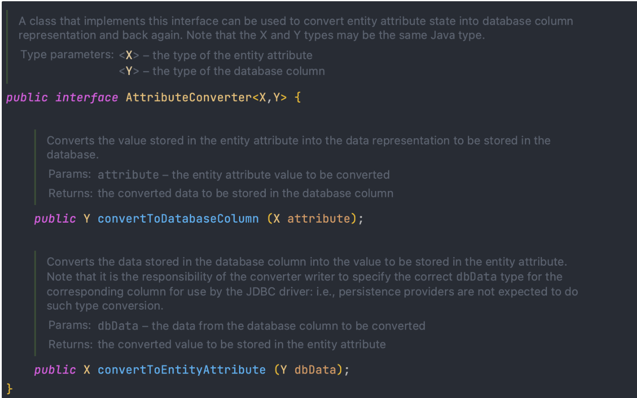 A class that implements this interface can be used to convert entity attribute state into database column
representation and back again. Note that the X and Y types may be the same Java type.
Type parameters: <X> – the type of the entity attribute
<Y> – the type of the database column
public interface AttributeConverter<X,Y> {
Converts the value stored in the entity attribute into the data representation to be stored in the
database.
Params: attribute – the entity attribute value to be converted
Returns: the converted data to be stored in the database column
public Y convertToDatabaseColumn (X attribute);
Converts the data stored in the database column into the value to be stored in the entity attribute.
Note that it is the responsibility of the converter writer to specify the correct dbData type for the
corresponding column for use by the JDBC driver: i.e., persistence providers are not expected to do
such type conversion.
Params: dbData – the data from the database column to be converted
Returns: the converted value to be stored in the entity attribute
public X convertToEntityAttribute (Y dbData);
}